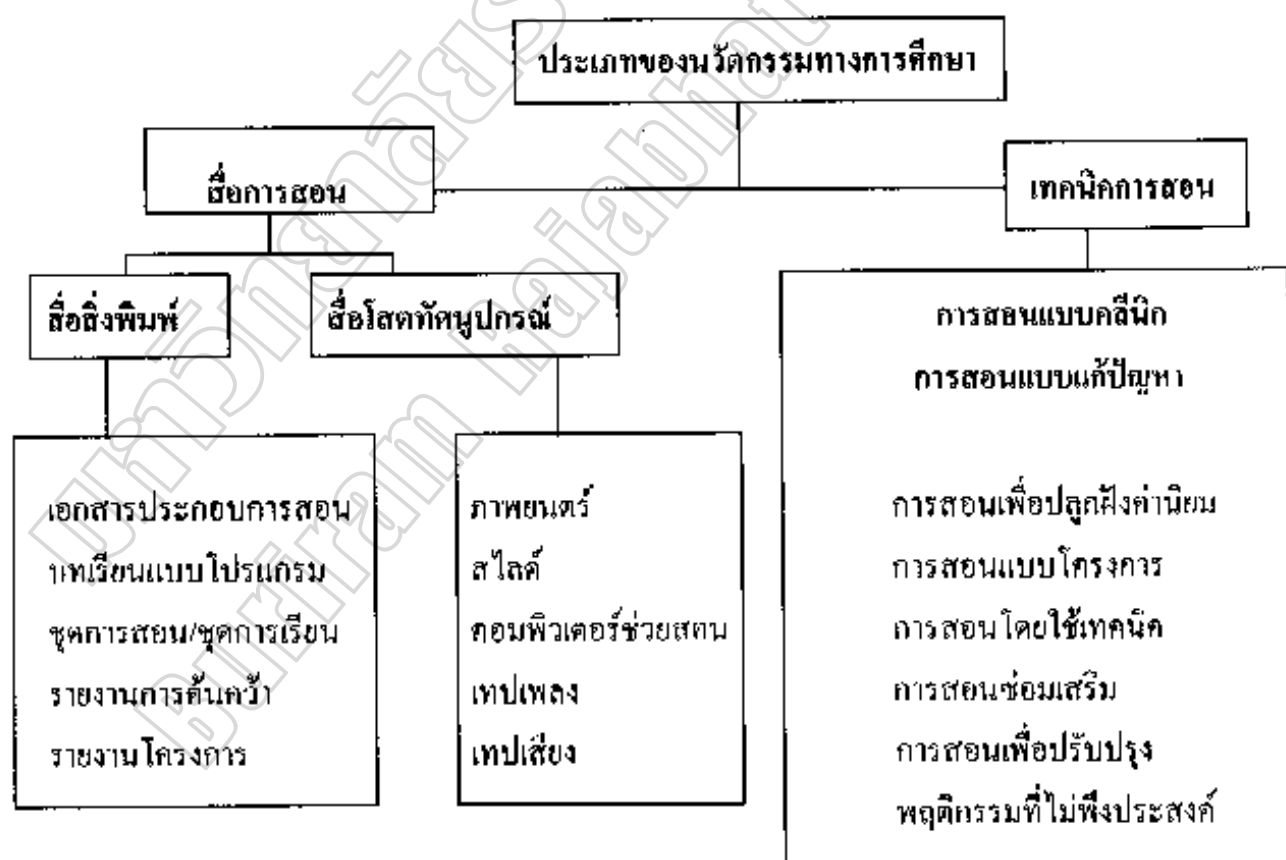 ประเภทของนวัตกรรมทางการศึกษา
สื่อการสอน
เทคนิคการสอน
สื่อสิ่งพิมพ์
สื่อโสตทัศนูปกรณ์
เอกสารประกอบการสอน
บทเรียนแบบโปรแกรม
ชุดการสอน/ชุดการเรียน
รายงานการค้นคว้า
รายงานโครงการ
ภาพยนตร์
สไลด์
คอมพิวเตอร์ช่วยสอน
เทปเพลง
เทปเสียง
การสอนแบบคลีนิก
การสอนแบบแก้ปัญหา
การสอนเพื่อปลูกฝังค่านิยม
การสอนแบบโครงการ
การสอนโดยใช้เทคนิค
การสอนซ่อมเสริม
การสอนเพื่อปรับปรุง
พฤติกรรมที่ไม่พึงประสงค์
Buriram Rajabhat